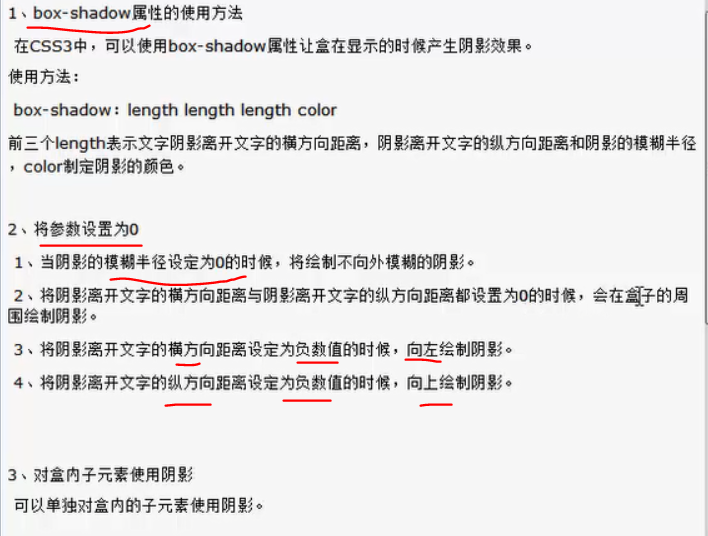 1、box-shadow属性的使用方法
在CSS3中，可以使用box-shadow属性让盒在显示的时候产生阴影效果。
使用方法：
box-shadow：length length length color
前三个length表示文字阴影离开文字的横方向距离，阴影离开文字的纵方向距离和阴影的模糊半径
，color制定阴影的颜色。
2、将参数设置为0
1、当阴影的模糊半径设定为0的时候，将绘制不向外模糊的阴影。
2、将阴影离开文字的横方向距离与阴影离开文字的纵方向距离都设置为0的时候，会在盒子的周
围绘制阴影。
3、将阴影离开文字的横方向距离设定为负数值的时候，向左绘制阴影。
4、将阴影离开文字的纵方向距离设定为负数值的时候，向上绘制阴影。
3、对盒内子元素使用阴影
可以单独对盒内的子元素使用阴影。